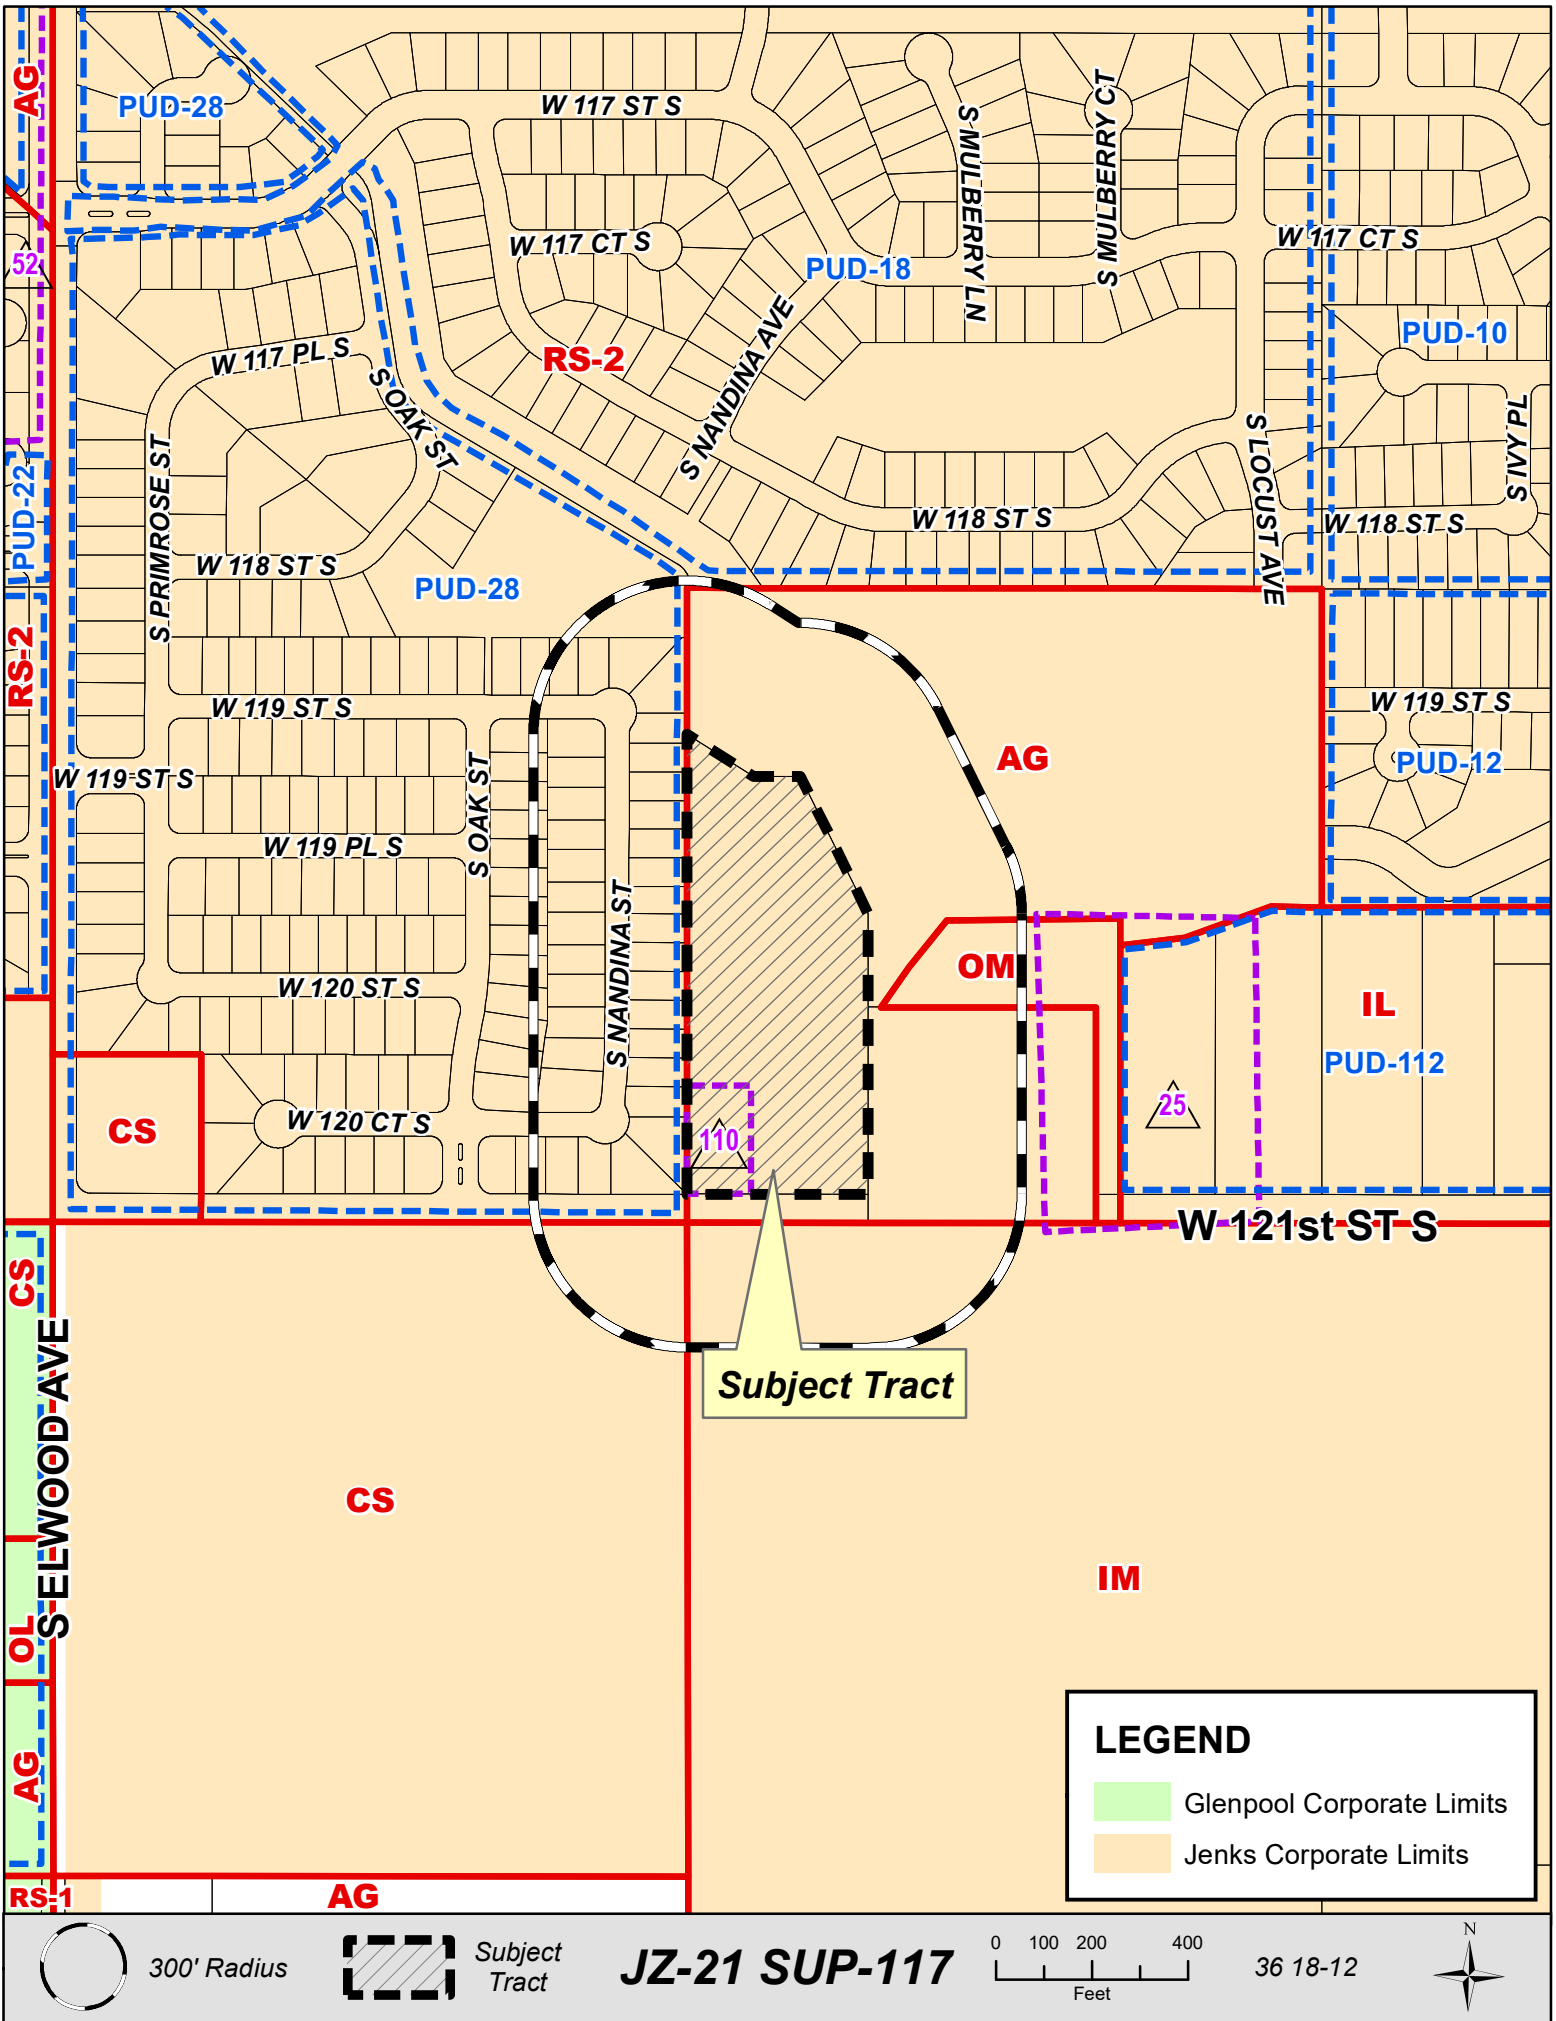 AG
PUD-28
W 117 ST S
S MULBERRY LN
S MULBERRY CT
W 117 CT S
W 117 CT S
52
PUD-18
PUD-10
W 117 PL S
RS-2
S NANDINA AVE
S OAK ST
S PRIMROSE ST
S LOCUST AVE
S IVY PL
PUD-22
W 118 ST S
W 118 ST S
W 118 ST S
PUD-28
RS-2
W 119 ST S
W 119 ST S
W 119 ST S
AG
PUD-12
S OAK ST
W 119 PL S
S NANDINA ST
W 120 ST S
OM
IL
PUD-112
CS
W 120 CT S
110
25
W 121st ST S
CS
S ELWOOD AVE
Subject Tract
CS
IM
OL
AG
RS-1
AG
LEGEND
Glenpool Corporate Limits
Jenks Corporate Limits
300' Radius
Subject
Tract
JZ-21 SUP-117
0 100 200 400
Feet
36 18-12
N